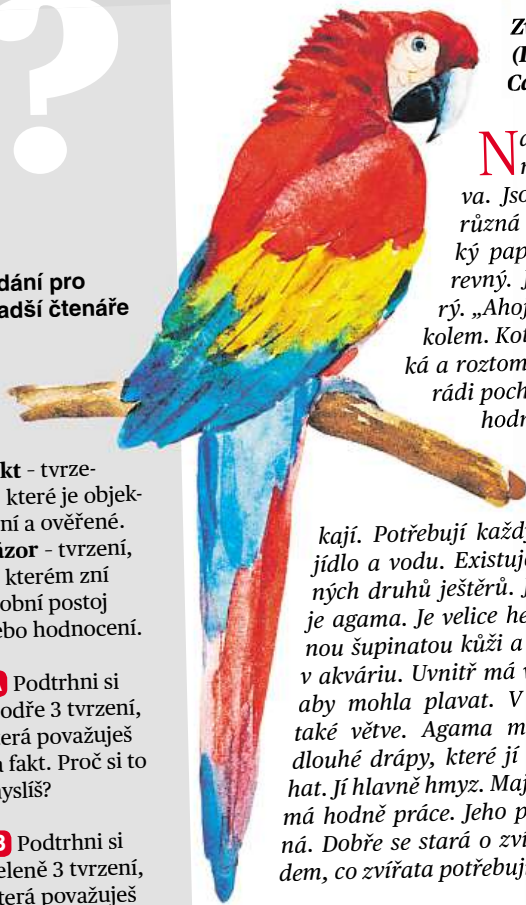 ?
dání pro
adší čtenáře
kt - tvrze-
které je objek-
ní a ověřené.
ázor - tvrzení,
kterém zní
obní postoj
ebo hodnocení.
Podtrhni si
odře 3 tvrzení,
terá považuješ
a fakt. Proč si to
yslíš?
B Podtrhni si
eleně 3 tvrzení,
terá považuješ
N
va. Jso
různá
ký pap
revný. J
rý. „Ahoj
kolem. Kot
ká a roztom
rádi poch
hodn
kají. Potřebují každý
jídlo a vodu. Existuje
ných druhů ještěrů. J
je agama. Je velice he
nou šupinatou kůži a
v akváriu. Uvnitř má v
aby mohla plavat. V
také větve. Agama m
dlouhé drápy, které jí
hat. Jí hlavně hmyz. Maj
má hodně práce. Jeho p
ná. Dobře se stará o zví
dem, co zvířata potřebuj